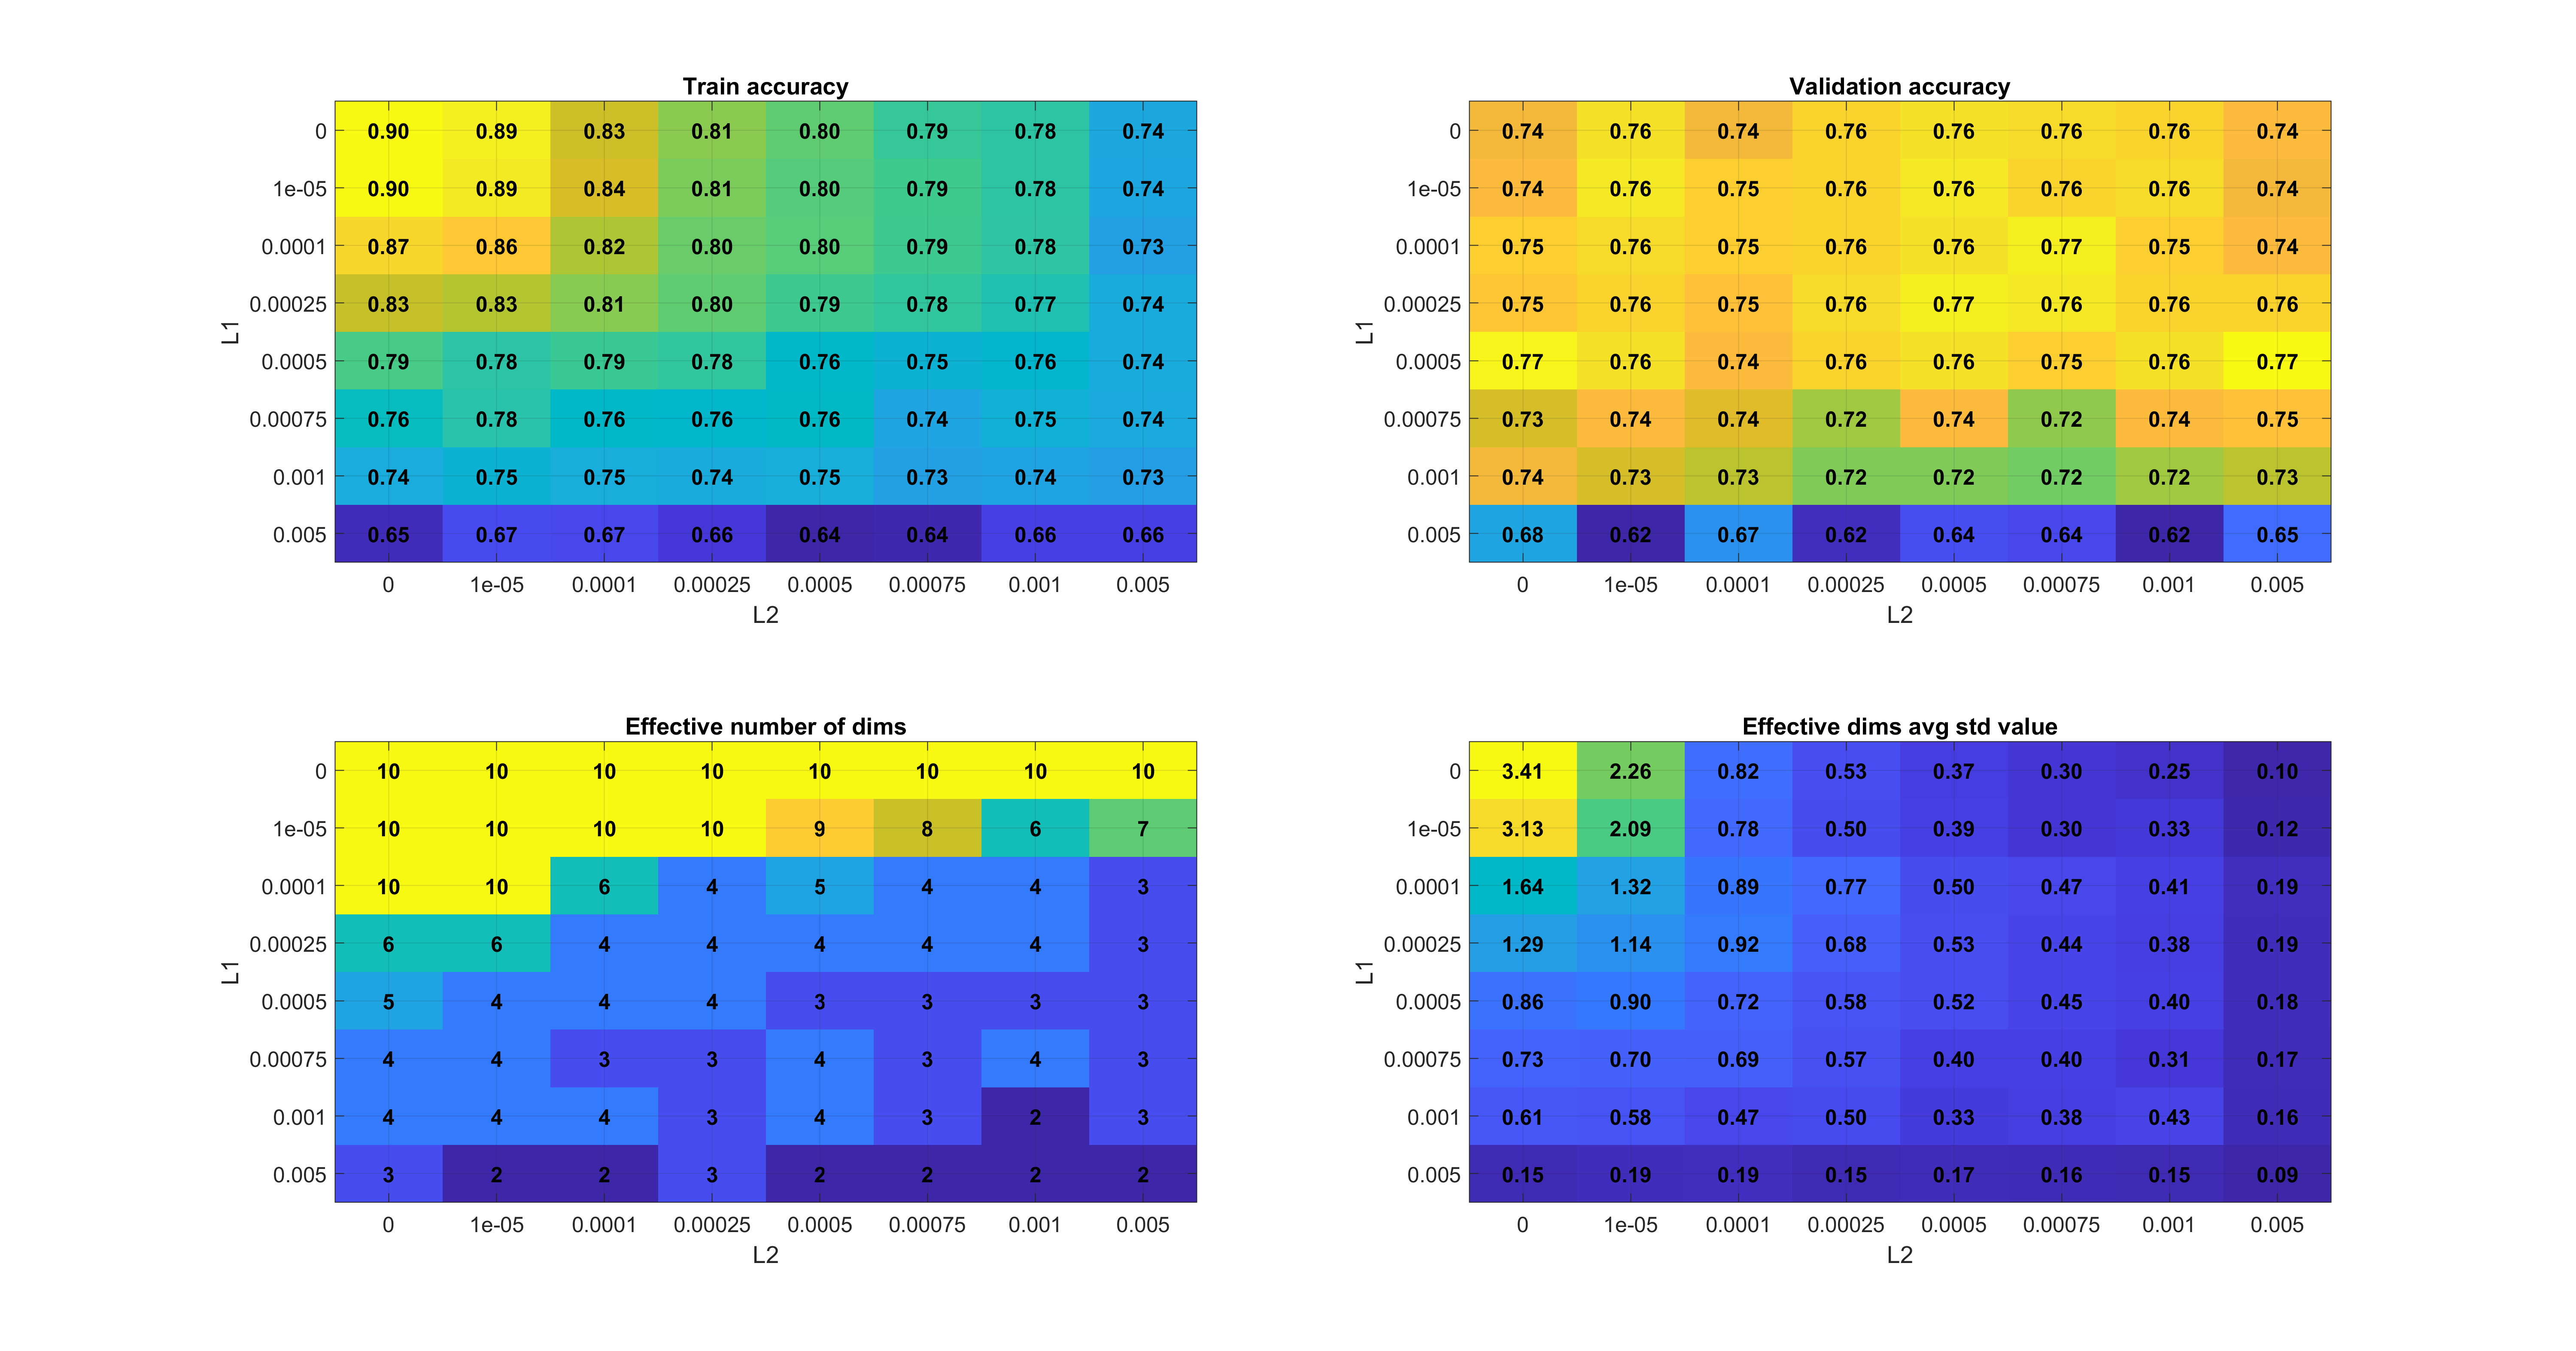 Train accuracy
0 0.90 0.89 0.83 0.81 0.80 0.79 0.78 0.74
1e-05 0.90 0.89 0.84 0.81 0.80 0.79 0.78 0.74
0.0001 0.87 0.86 0.82 0.80 0.80 0.79 0.78 0.73
0.00025 0.83 0.83 0.81 0.80 0.79 0.78 0.77 0.74
0.0005 0.79 0.78 0.79 0.78 0.76 0.75 0.76 0.74
0.00075 0.76 0.78 0.76 0.76 0.76 0.74 0.75 0.74
0.001 0.74 0.75 0.75 0.74 0.75 0.73 0.74 0.73
0.005 0.65 0.67 0.67 0.66 0.64 0.64 0.66 0.66
L1
0 1e-05 0.0001 0.00025 0.0005 0.00075 0.001 0.005
L2
Validation accuracy
0 0.74 0.76 0.74 0.76 0.76 0.76 0.76 0.74
1e-05 0.74 0.76 0.75 0.76 0.76 0.76 0.76 0.74
0.0001 0.75 0.76 0.75 0.76 0.76 0.77 0.75 0.74
0.00025 0.75 0.76 0.75 0.76 0.77 0.76 0.76 0.76
0.0005 0.77 0.76 0.74 0.76 0.76 0.75 0.76 0.77
0.00075 0.73 0.74 0.74 0.72 0.74 0.72 0.74 0.75
0.001 0.74 0.73 0.73 0.72 0.72 0.72 0.72 0.73
0.005 0.68 0.62 0.67 0.62 0.64 0.64 0.62 0.65
L1
0 1e-05 0.0001 0.00025 0.0005 0.00075 0.001 0.005
L2
Effective number of dims
0 10 10 10 10 10 10 10 10
1e-05 10 10 10 10 9 8 6 7
0.0001 10 10 6 4 5 4 4 3
0.00025 6 6 4 4 4 4 4 3
0.0005 5 4 4 4 3 3 3 3
0.00075 4 4 3 3 4 3 4 3
0.001 4 4 4 3 4 3 2 3
0.005 3 2 2 3 2 2 2 2
L1
0 1e-05 0.0001 0.00025 0.0005 0.00075 0.001 0.005
L2
Effective dims avg std value
0 3.41 2.26 0.82 0.53 0.37 0.30 0.25 0.10
1e-05 3.13 2.09 0.78 0.50 0.39 0.30 0.33 0.12
0.0001 1.64 1.32 0.89 0.77 0.50 0.47 0.41 0.19
0.00025 1.29 1.14 0.92 0.68 0.53 0.44 0.38 0.19
0.0005 0.86 0.90 0.72 0.58 0.52 0.45 0.40 0.18
0.00075 0.73 0.70 0.69 0.57 0.40 0.40 0.31 0.17
0.001 0.61 0.58 0.47 0.50 0.33 0.38 0.43 0.16
0.005 0.15 0.19 0.19 0.15 0.17 0.16 0.15 0.09
L1
0 1e-05 0.0001 0.00025 0.0005 0.00075 0.001 0.005
L2